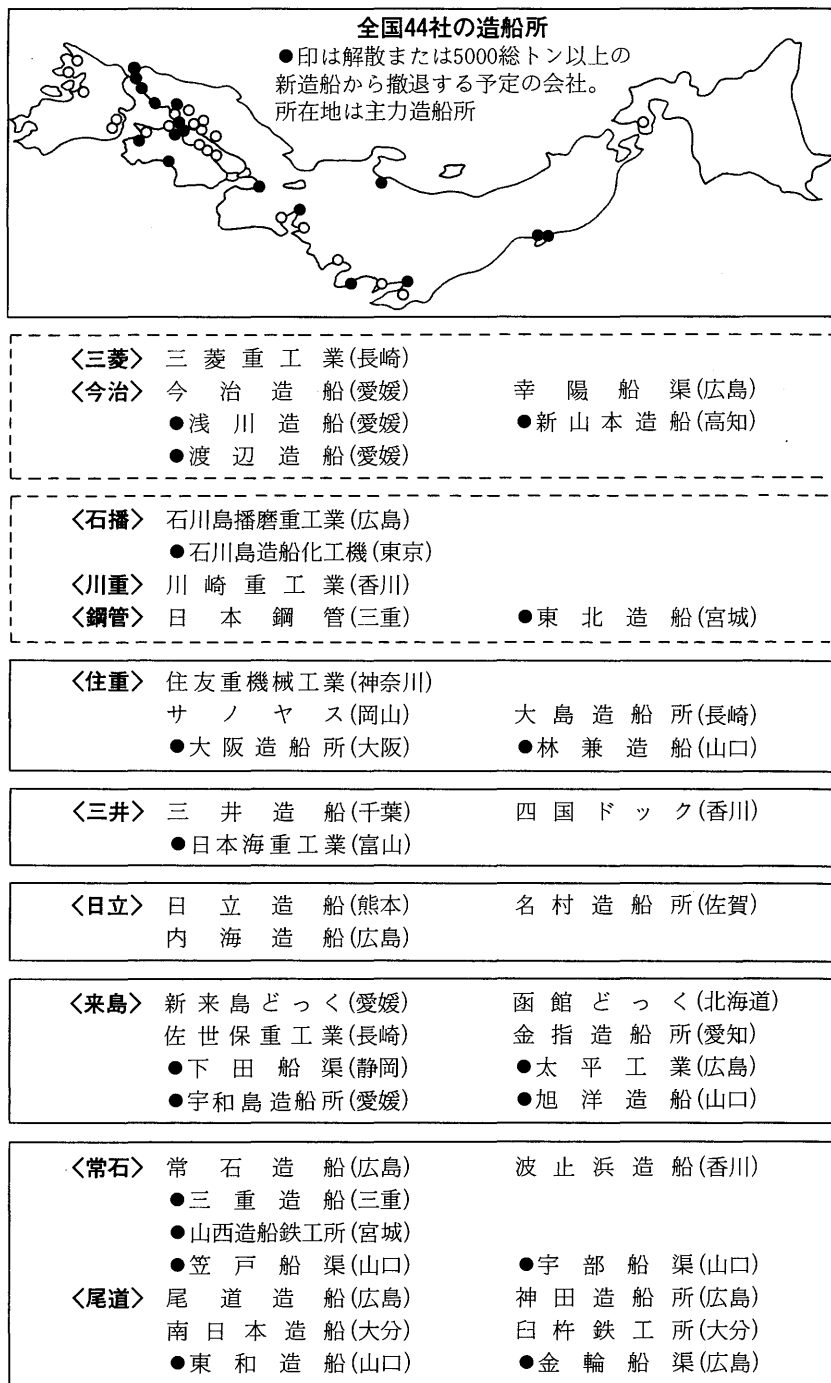 全国44社の造船所
●印は解散または5000総トン以上の
新造船から撤退する予定の会社。
所在地は主力造船所
〈三菱〉 三菱重工業(長崎)
〈今治〉 今治造船(愛媛) 幸陽船渠(広島)
●浅川造船(愛媛) ●新山本造船(高知)
●渡辺造船(愛媛)
〈石播〉 石川島播磨重工業(広島)
●石川島造船化工機(東京)
〈川重〉 川崎重工業(香川)
〈鋼管〉 日本鋼管(三重) ●東北造船(宮城)
〈住重〉 住友重機械工業(神奈川)
サノヤス(岡山) 大島造船所(長崎)
●大阪造船所(大阪) ●林兼造船(山口)
〈三井〉 三井造船(千葉) 四国ドック(香川)
●日本海重工業(富山)
〈日立〉 日立造船(熊本) 名村造船所(佐賀)
内海造船(広島)
〈来島〉 新来島どっく(愛媛) 函館どっく(北海道)
佐世保重工業(長崎) 金指造船所(愛知)
●下田船渠(静岡) ●太平工業(広島)
●宇和島造船所(愛媛) ●旭洋造船(山口)
〈常石〉 常石造船(広島) 波止浜造船(香川)
●三重造船(三重)
●山西造船鉄工所(宮城)
●笠戸船渠(山口) ●宇部船渠(山口)
〈尾道〉 尾道造船(広島) 神田造船所(広島)
南日本造船(大分) 臼杵鉄工所(大分)
●東和造船(山口) ●金輪船渠(広島)